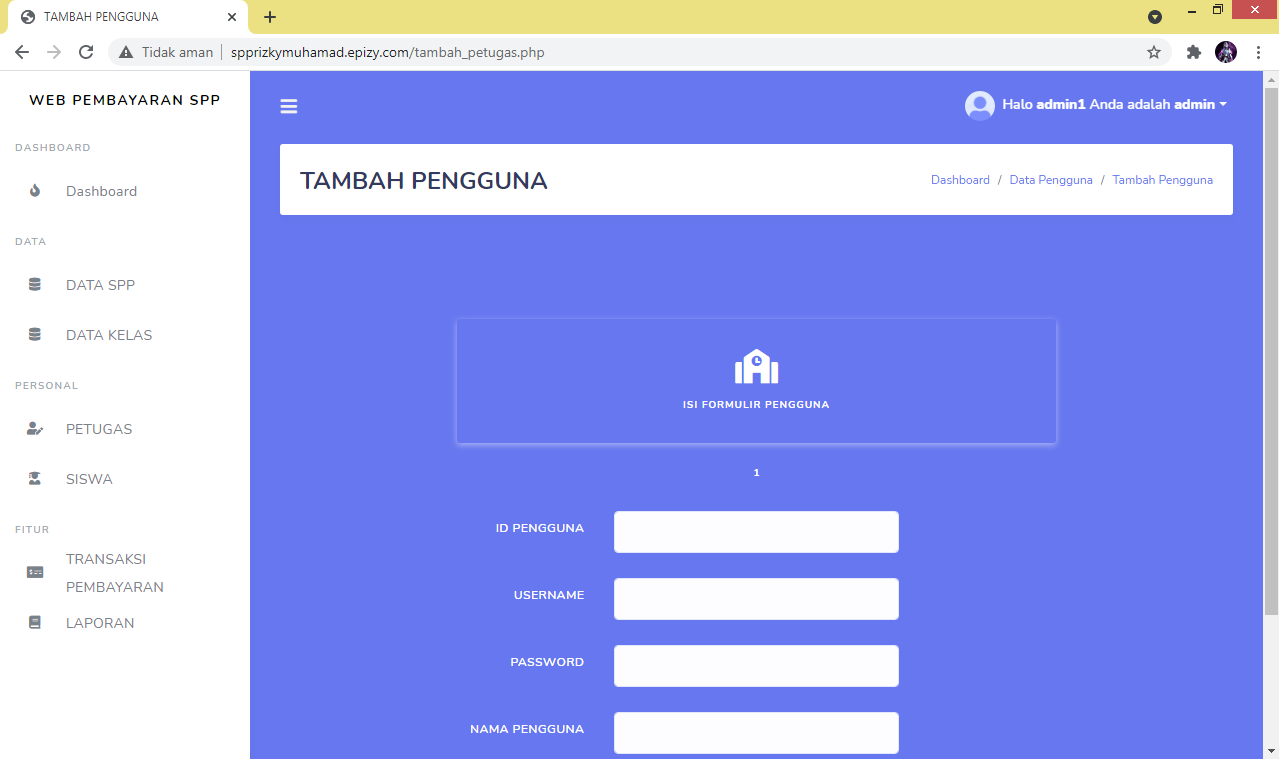 TAMBAH PENGGUNA
Tidak aman
spprizkymuhamad.epizy.com/tambah_petugas.php
WEB PEMBAYARAN SPP
DASHBOARD
Dashboard
DATA
DATA SPP
DATA KELAS
PERSONAL
PETUGAS
SISWA
FITUR
TRANSAKSI
PEMBAYARAN
LAPORAN
Halo admin1 Anda adalah admin
TAMBAH PENGGUNA
Dashboard / Data Pengguna / Tambah Pengguna
ISI FORMULIR PENGGUNA
1
ID PENGGUNA
USERNAME
PASSWORD
NAMA PENGGUNA